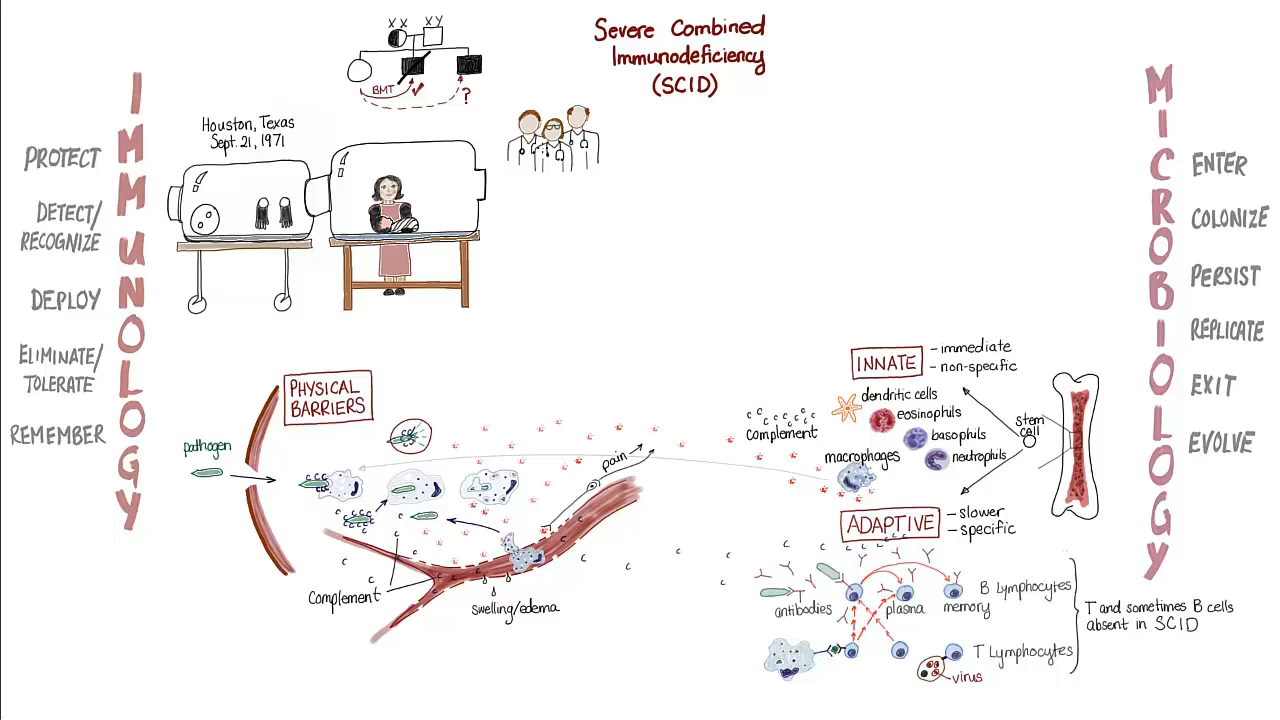 Severe Combined
Immunodeficiency
(SCID)
XX XY
BMT
?
Houston, Texas
Sept. 21, 1971
IMMUNOLOGY
PROTECT
DETECT/
RECOGNIZE
DEPLOY
ELIMINATE/
TOLERATE
REMEMBER
MICROBIOLOGY
ENTER
COLONIZE
PERSIST
REPLICATE
EXIT
EVOLVE
PHYSICAL
BARRIERS
pathogen
Complement
swelling/edema
pain
INNATE
- immediate
- non-specific
complement
dendritic cells
eosinophils
basophils
neutrophils
macrophages
stem
cell
ADAPTIVE
- slower
- specific
antibodies
plasma
memory
B Lymphocytes
T Lymphocytes
virus
T and sometimes B cells
absent in SCID